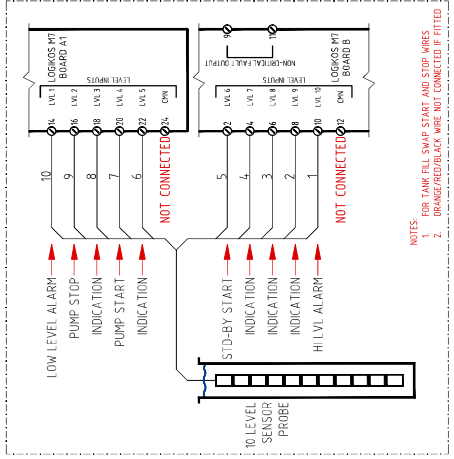 LOGIKOS M7
BOARD A1
LEVEL INPUTS
LVL 1
LVL 2
LVL 3
LVL 4
LVL 5
CMN
14
16
18
20
22
24
10
9
8
7
6
NOT CONNECTED
LOW LEVEL ALARM
PUMP STOP
INDICATION
PUMP START
INDICATION
9
11
NON-CRITICAL FAULT OUTPUT
LOGIKOS M7
BOARD B
LEVEL INPUTS
LVL 6
LVL 7
LVL 8
LVL 9
LVL 10
CMN
2
4
6
8
10
12
5
4
3
2
1
NOT CONNECTED
STD-BY START
INDICATION
INDICATION
INDICATION
HI LVL ALARM
10 LEVEL
SENSOR
PROBE
NOTES:
1. FOR TANK FILL SWAP START AND STOP WIRES
2. ORANGE/RED/BLACK WIRE NOT CONNECTED IF FITTED